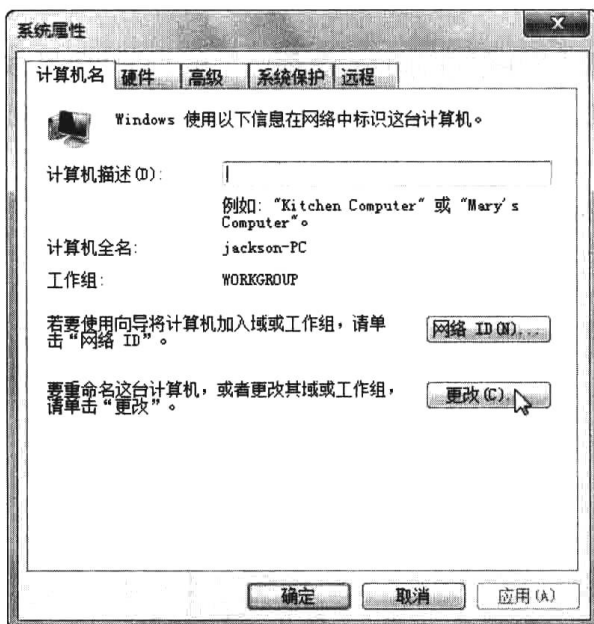 系统属性
计算机名 硬件 高级 系统保护 远程
Windows 使用以下信息在网络中标识这台计算机。
计算机描述(D):
例如: "Kitchen Computer" 或 "Mary's
Computer"。
计算机全名: jackson-PC
工作组: WORKGROUP
若要使用向导将计算机加入域或工作组，请单
击“网络 ID”。
网络 ID(N)...
要重命名这台计算机，或者更改其域或工作组，
请单击“更改”。
更改(C)...
确定 取消 应用(A)